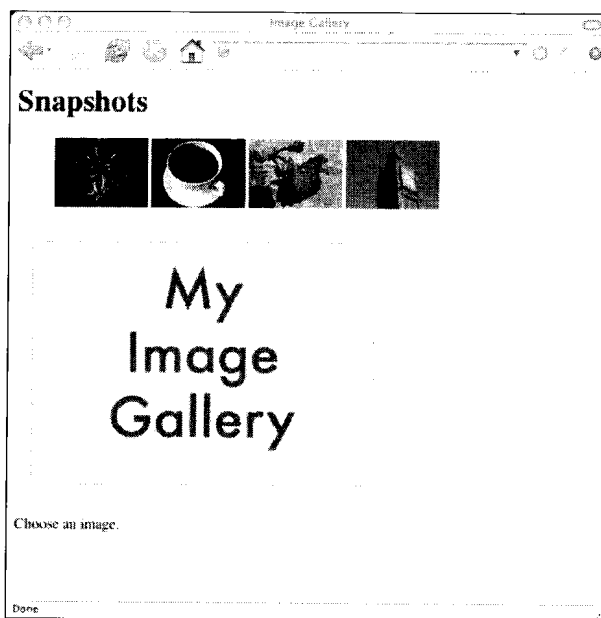 Image Gallery
Snapshots
My
Image
Gallery
Choose an image.
Done